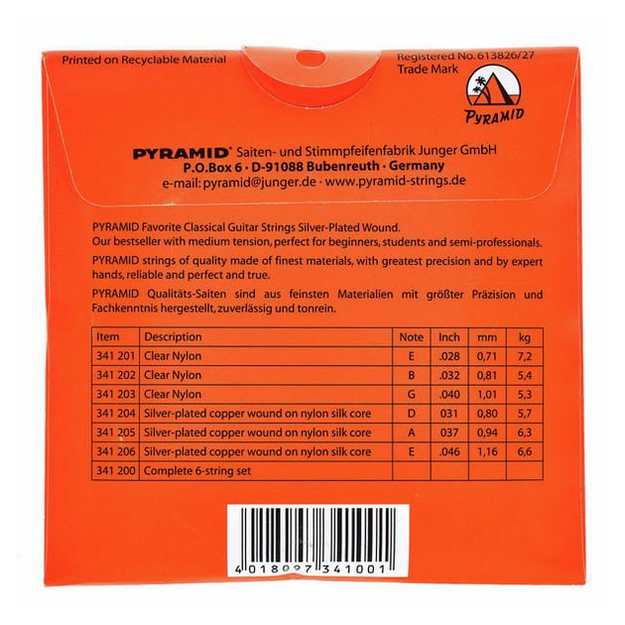 Printed on Recyclable Material
Registered No. 613826/27
Trade Mark
PYRAMID
PYRAMID® Saiten- und Stimmpfeifenfabrik Junger GmbH
P.O.Box 6 · D-91088 Bubenreuth · Germany
e-mail: pyramid@junger.de · www.pyramid-strings.de
PYRAMID Favorite Classical Guitar Strings Silver-Plated Wound.
Our bestseller with medium tension, perfect for beginners, students and semi-professionals.
PYRAMID strings of quality made of finest materials, with greatest precision and by expert
hands, reliable and perfect and true.
PYRAMID Qualitäts-Saiten sind aus feinsten Materialien mit größter Präzision und
Fachkenntnis hergestellt, zuverlässig und tonrein.
Item Description Note Inch mm kg
341 201 Clear Nylon E .028 0,71 7,2
341 202 Clear Nylon B .032 0,81 5,4
341 203 Clear Nylon G .040 1,01 5,3
341 204 Silver-plated copper wound on nylon silk core D 031 0,80 5,7
341 205 Silver-plated copper wound on nylon silk core A 037 0,94 6,3
341 206 Silver-plated copper wound on nylon silk core E .046 1,16 6,6
341 200 Complete 6-string set
4 018097 341001